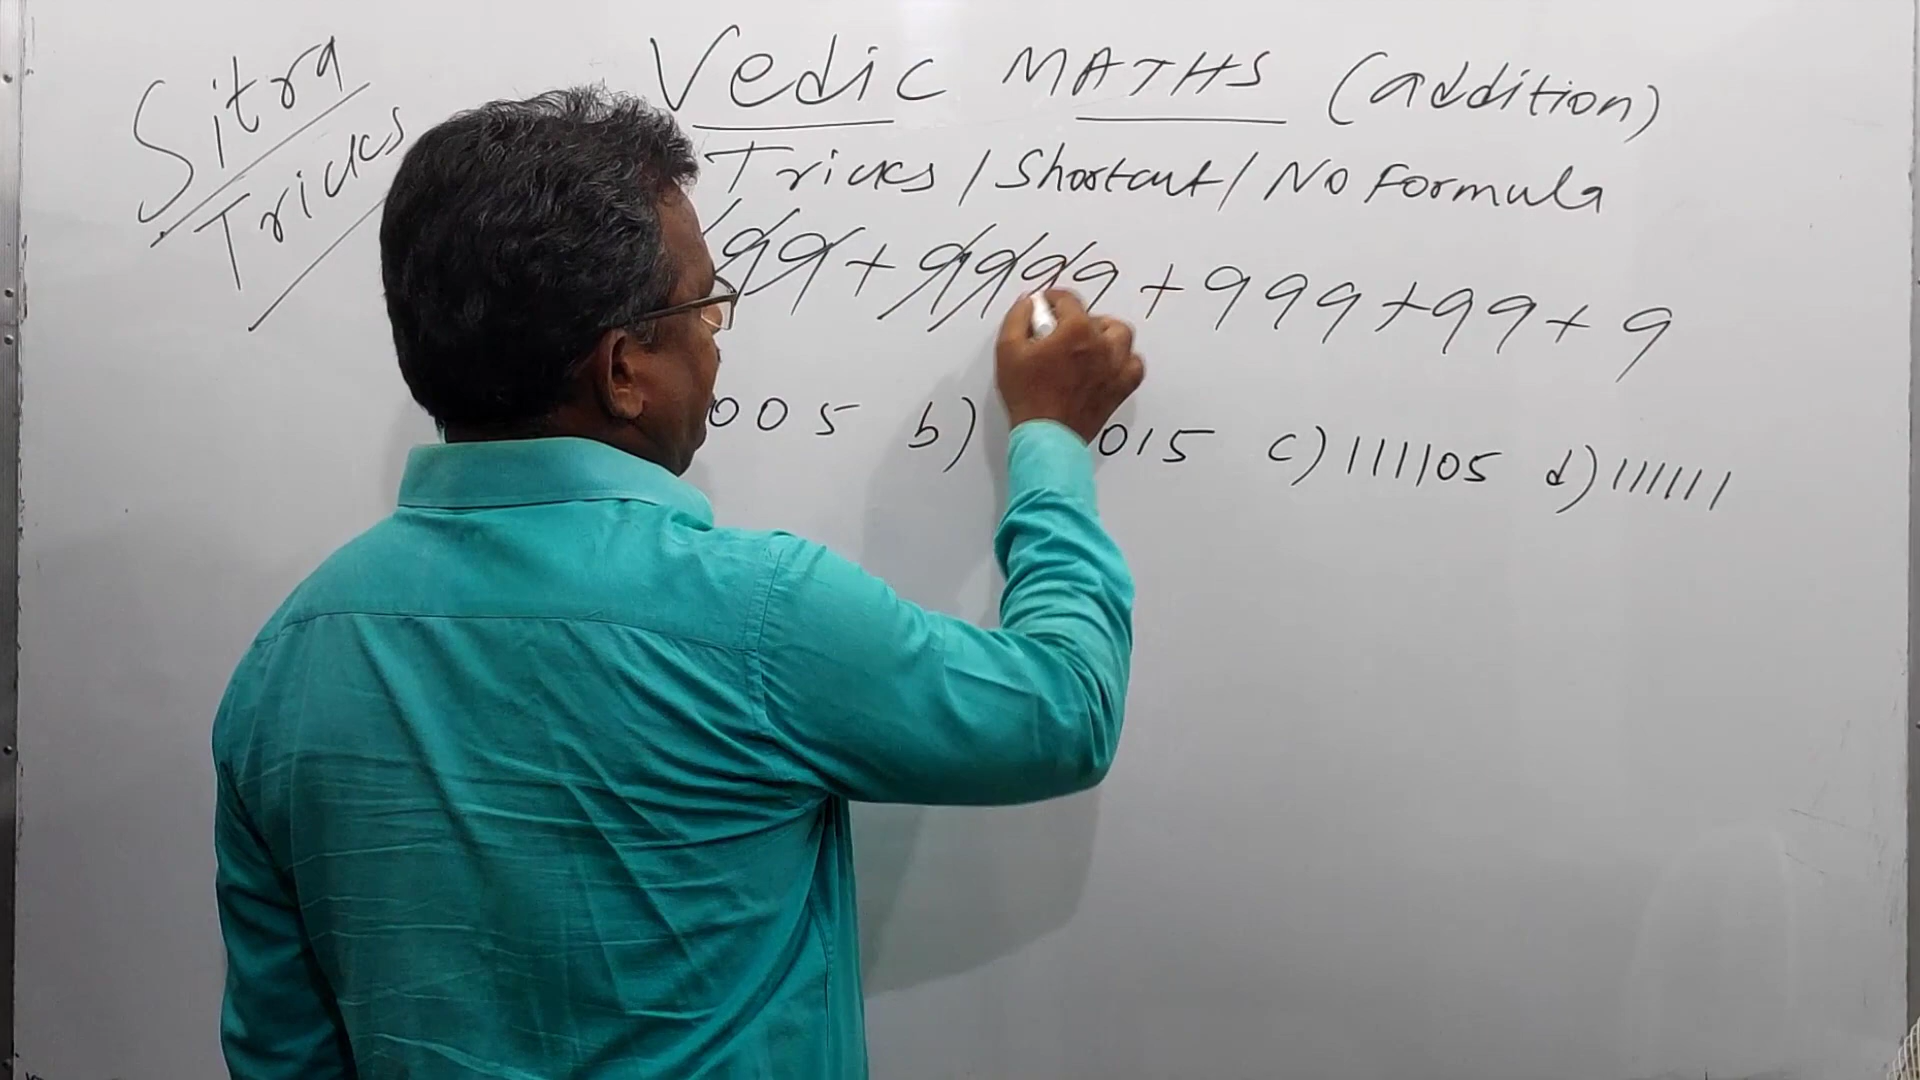 Sitra
Tricks
Vedic MATHS (addition)
Tricks / Shortcut / No Formula
99 + 9999 + 999 + 99 + 9
005 b) 015 c) 111105 d) 111111